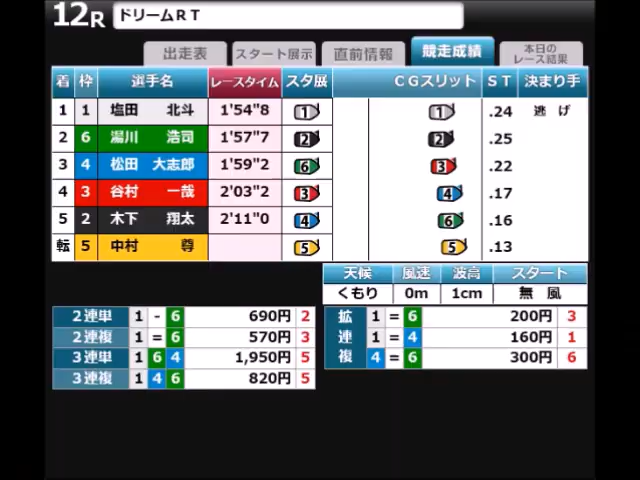 12R ドリームRT
出走表 スタート展示 直前情報 競走成績 本日の
レース結果
着 枠 選手名 レースタイム スタ展 CGスリット ST 決まり手
1 1 塩田 北斗 1'54"8 1 1 .24 逃げ
2 6 湯川 浩司 1'57"7 2 2 .25
3 4 松田 大志郎 1'59"2 6 3 .22
4 3 谷村 一哉 2'03"2 3 4 .17
5 2 木下 翔太 2'11"0 4 6 .16
転 5 中村 尊 5 5 .13
天候 風速 波高 スタート
くもり 0m 1cm 無 風
2連単 1 - 6 690円 2
2連複 1 = 6 570円 3
3連単 1 6 4 1,950円 5
3連複 1 4 6 820円 5
拡 1 = 6 200円 3
連 1 = 4 160円 1
複 4 = 6 300円 6